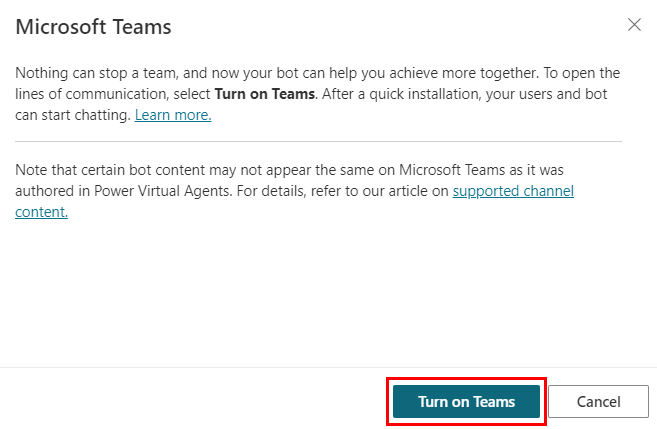 Microsoft Teams
Nothing can stop a team, and now your bot can help you achieve more together. To open the
lines of communication, select Turn on Teams. After a quick installation, your users and bot
can start chatting. Learn more.
Note that certain bot content may not appear the same on Microsoft Teams as it was
authored in Power Virtual Agents. For details, refer to our article on supported channel
content.
Turn on Teams
Cancel